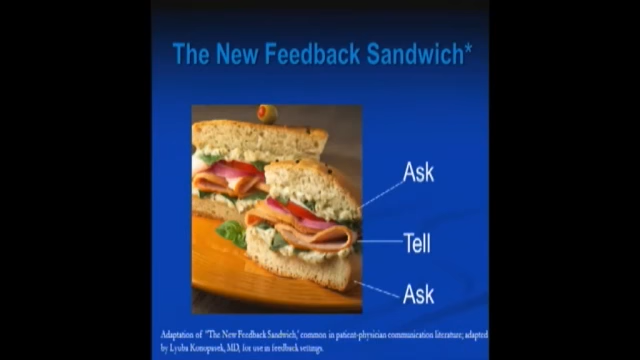 The New Feedback Sandwich*
Ask
Tell
Ask
Adaptation of "The New Feedback Sandwich," common in patient-physician communication literature; adapted
by Lyuba Konopasek, MD, for use in feedback settings.